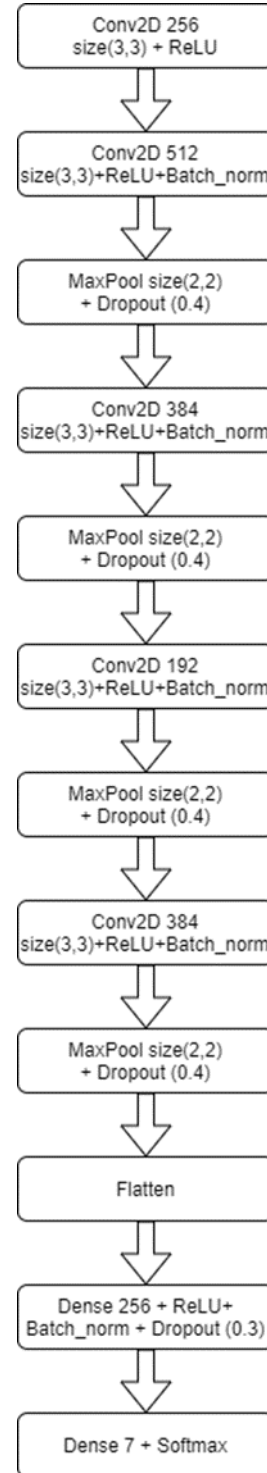 Conv2D 256
size(3,3) + ReLU
Conv2D 512
size(3,3)+ReLU+Batch_norm
MaxPool size(2,2)
+ Dropout (0.4)
Conv2D 384
size(3,3)+ReLU+Batch_norm
MaxPool size(2,2)
+ Dropout (0.4)
Conv2D 192
size(3,3)+ReLU+Batch_norm
MaxPool size(2,2)
+ Dropout (0.4)
Conv2D 384
size(3,3)+ReLU+Batch_norm
MaxPool size(2,2)
+ Dropout (0.4)
Flatten
Dense 256 + ReLU+
Batch_norm + Dropout (0.3)
Dense 7 + Softmax